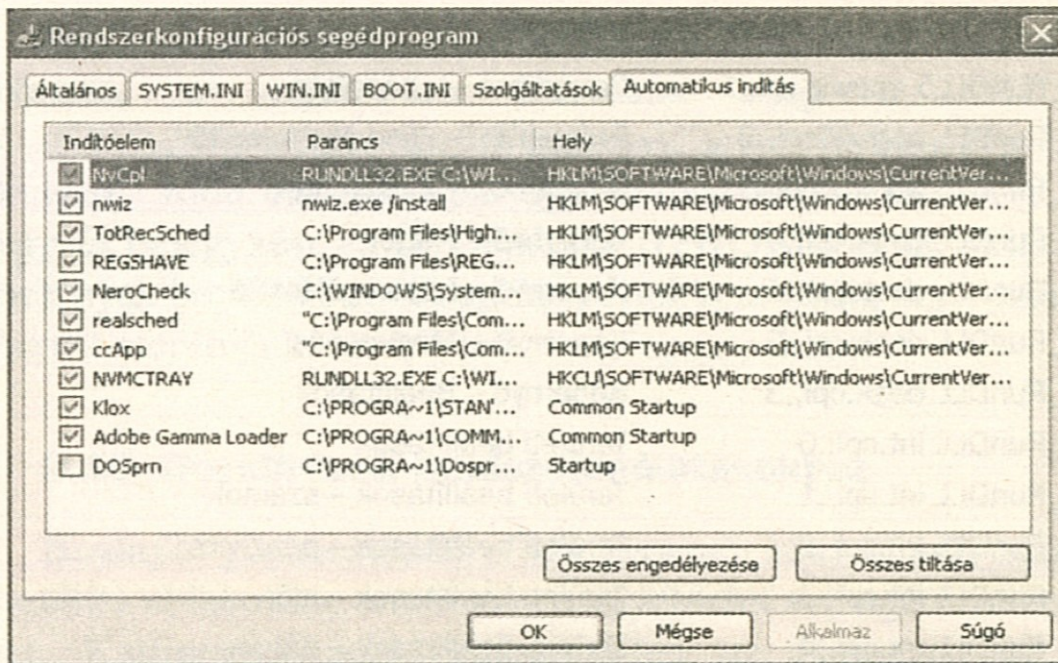 Rendszerkonfigurációs segédprogram
Általános SYSTEM.INI WIN.INI BOOT.INI Szolgáltatások Automatikus indítás
Indítóelem Parancs Hely
NvCpl RUNDLL32.EXE C:\WI... HKLM\SOFTWARE\Microsoft\Windows\CurrentVer...
nwiz nwiz.exe /install HKLM\SOFTWARE\Microsoft\Windows\CurrentVer...
TotRecSched C:\Program Files\High... HKLM\SOFTWARE\Microsoft\Windows\CurrentVer...
REGSHAVE C:\Program Files\REG... HKLM\SOFTWARE\Microsoft\Windows\CurrentVer...
NeroCheck C:\WINDOWS\System... HKLM\SOFTWARE\Microsoft\Windows\CurrentVer...
realsched "C:\Program Files\Com... HKLM\SOFTWARE\Microsoft\Windows\CurrentVer...
ccApp "C:\Program Files\Com... HKLM\SOFTWARE\Microsoft\Windows\CurrentVer...
NVMCTRAY RUNDLL32.EXE C:\WI... HKCU\SOFTWARE\Microsoft\Windows\CurrentVer...
Klox C:\PROGRA~1\STAN'... Common Startup
Adobe Gamma Loader C:\PROGRA~1\COMM... Common Startup
DOSprn C:\PROGRA~1\Dospr... Startup
Összes engedélyezése Összes tiltása
OK Mégse Alkalmaz Súgó